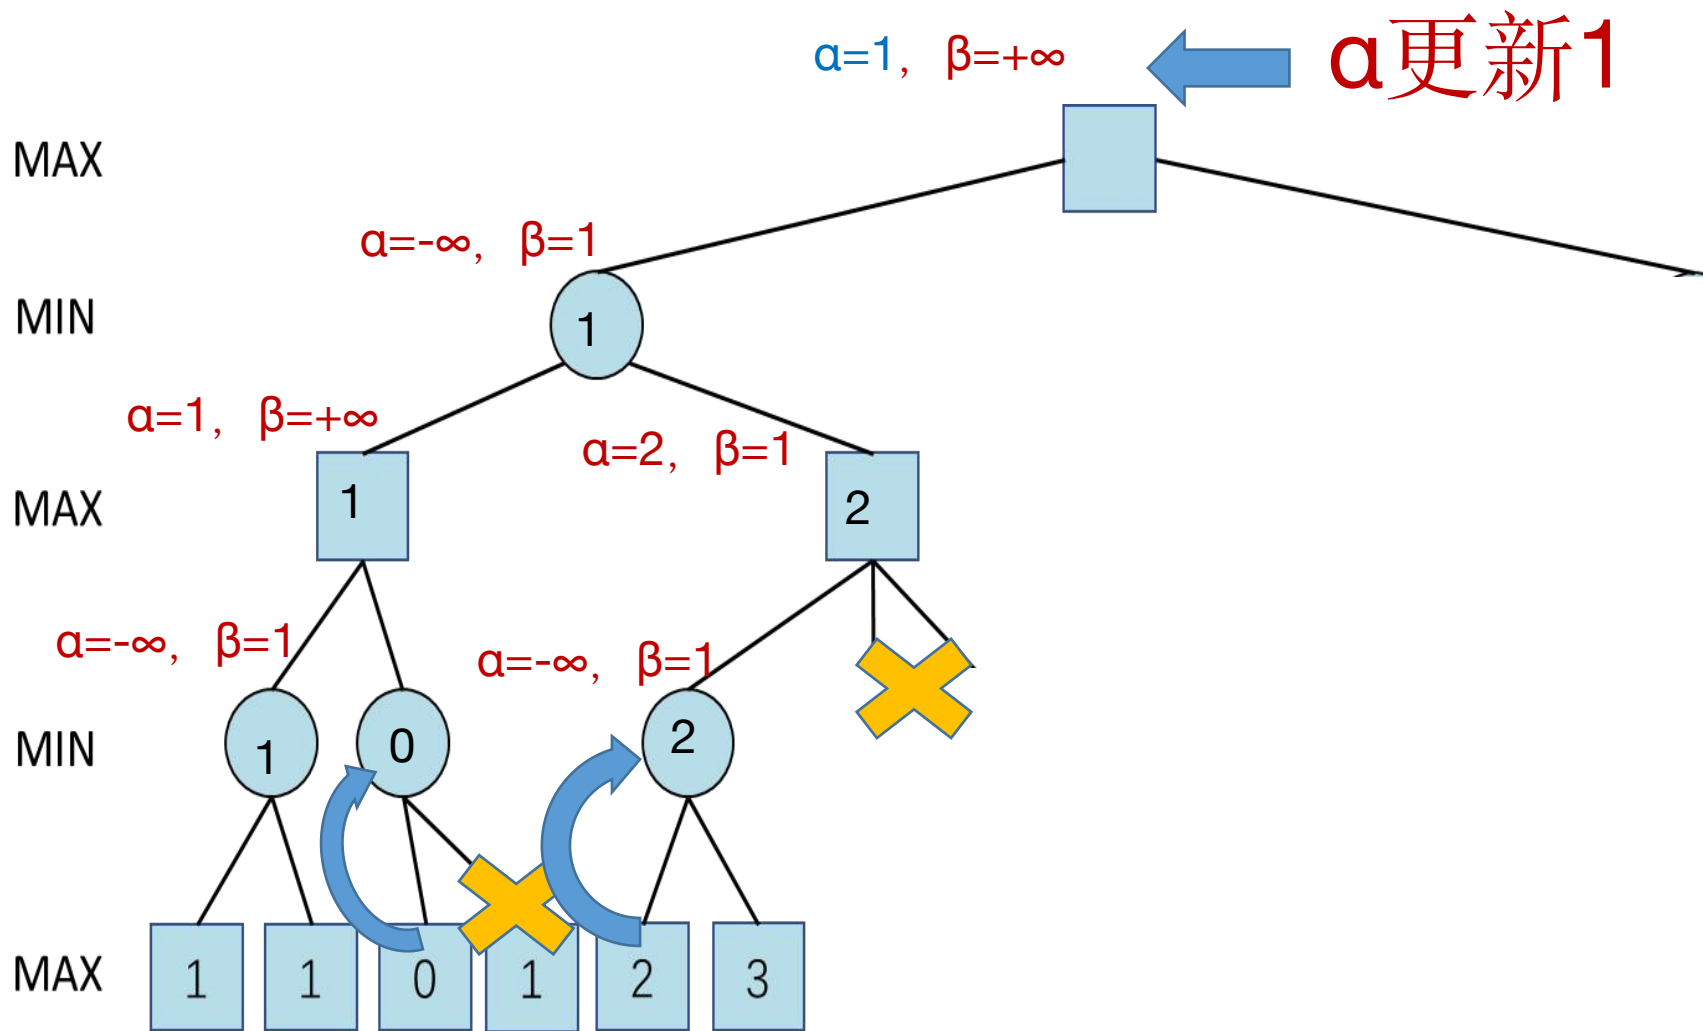 α=1, β=+∞
α更新1
MAX
α=-∞, β=1
MIN
1
α=1, β=+∞
α=2, β=1
MAX
1
2
α=-∞, β=1
α=-∞, β=1
MIN
1
0
2
MAX
1
1
0
1
2
3